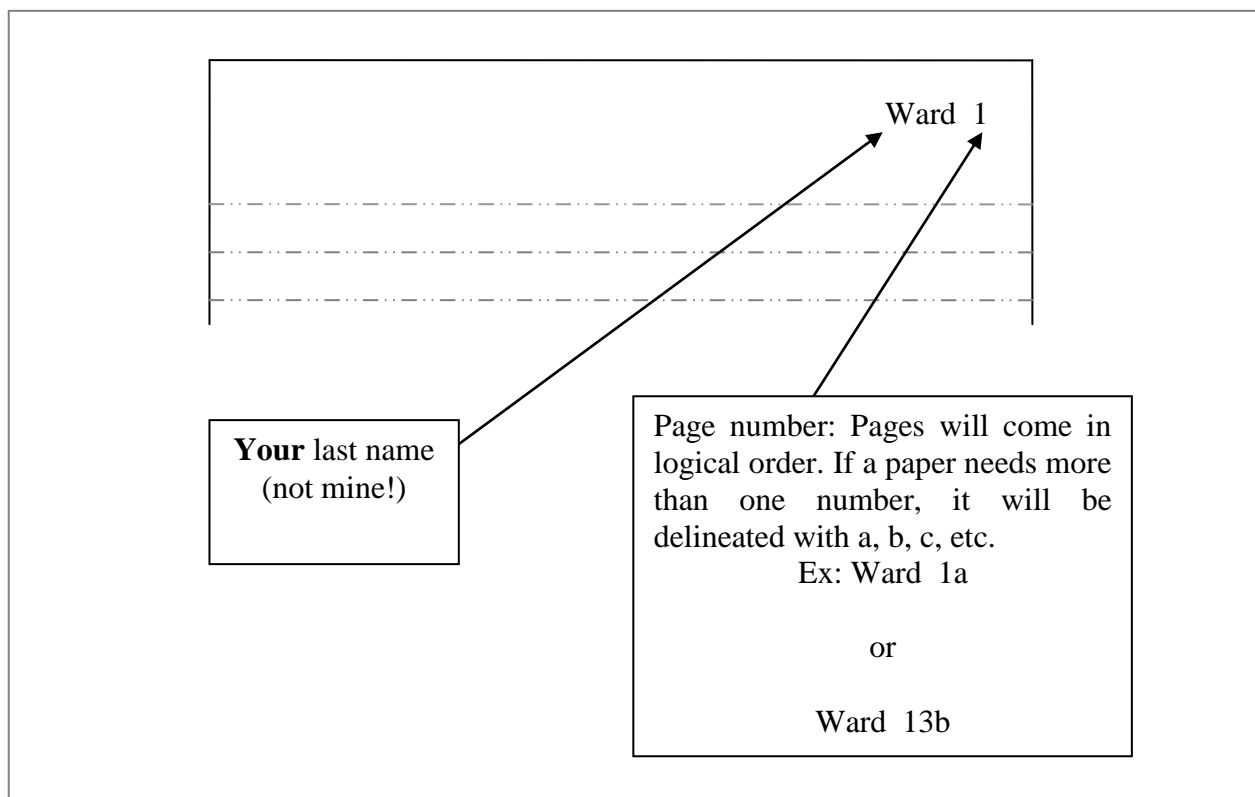 Ward 1
Your last name
(not mine!)
Page number: Pages will come in
logical order. If a paper needs more
than one number, it will be
delineated with a, b, c, etc.
Ex: Ward 1a
or
Ward 13b